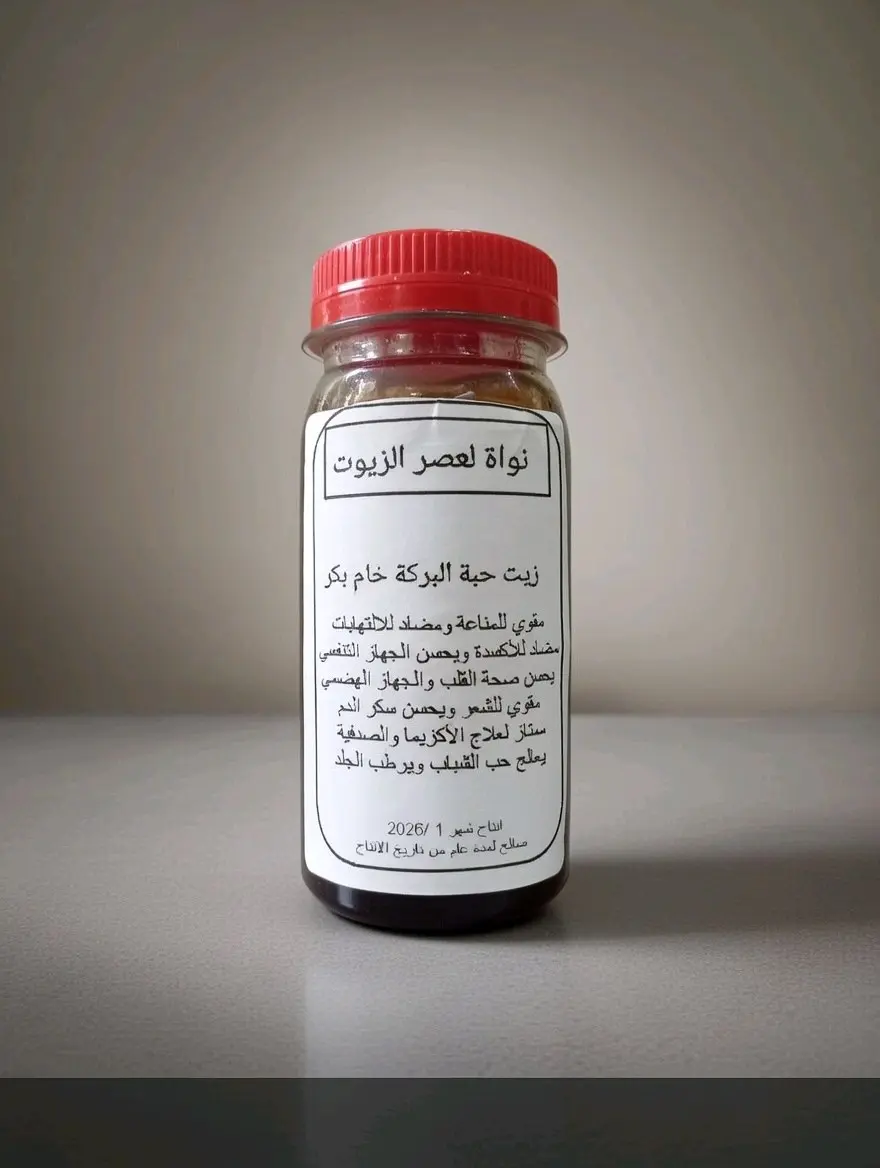 نواة لعصر الزيوت
زيت حبة البركة خام بكر
مقوي للمناعة ومضاد للالتهابات
مضاد للأكسدة ويحسن الجهاز التنفسي
يحسن صحة القلب والجهاز الهضمي
مقوي للشعر ويحسن سكر الدم
ممتاز لعلاج الأكزيما والصدفية
يعالج حب الشباب ويرطب الجلد
انتاج شهر 1 /2026
صالح لمدة عام من تاريخ الانتاج